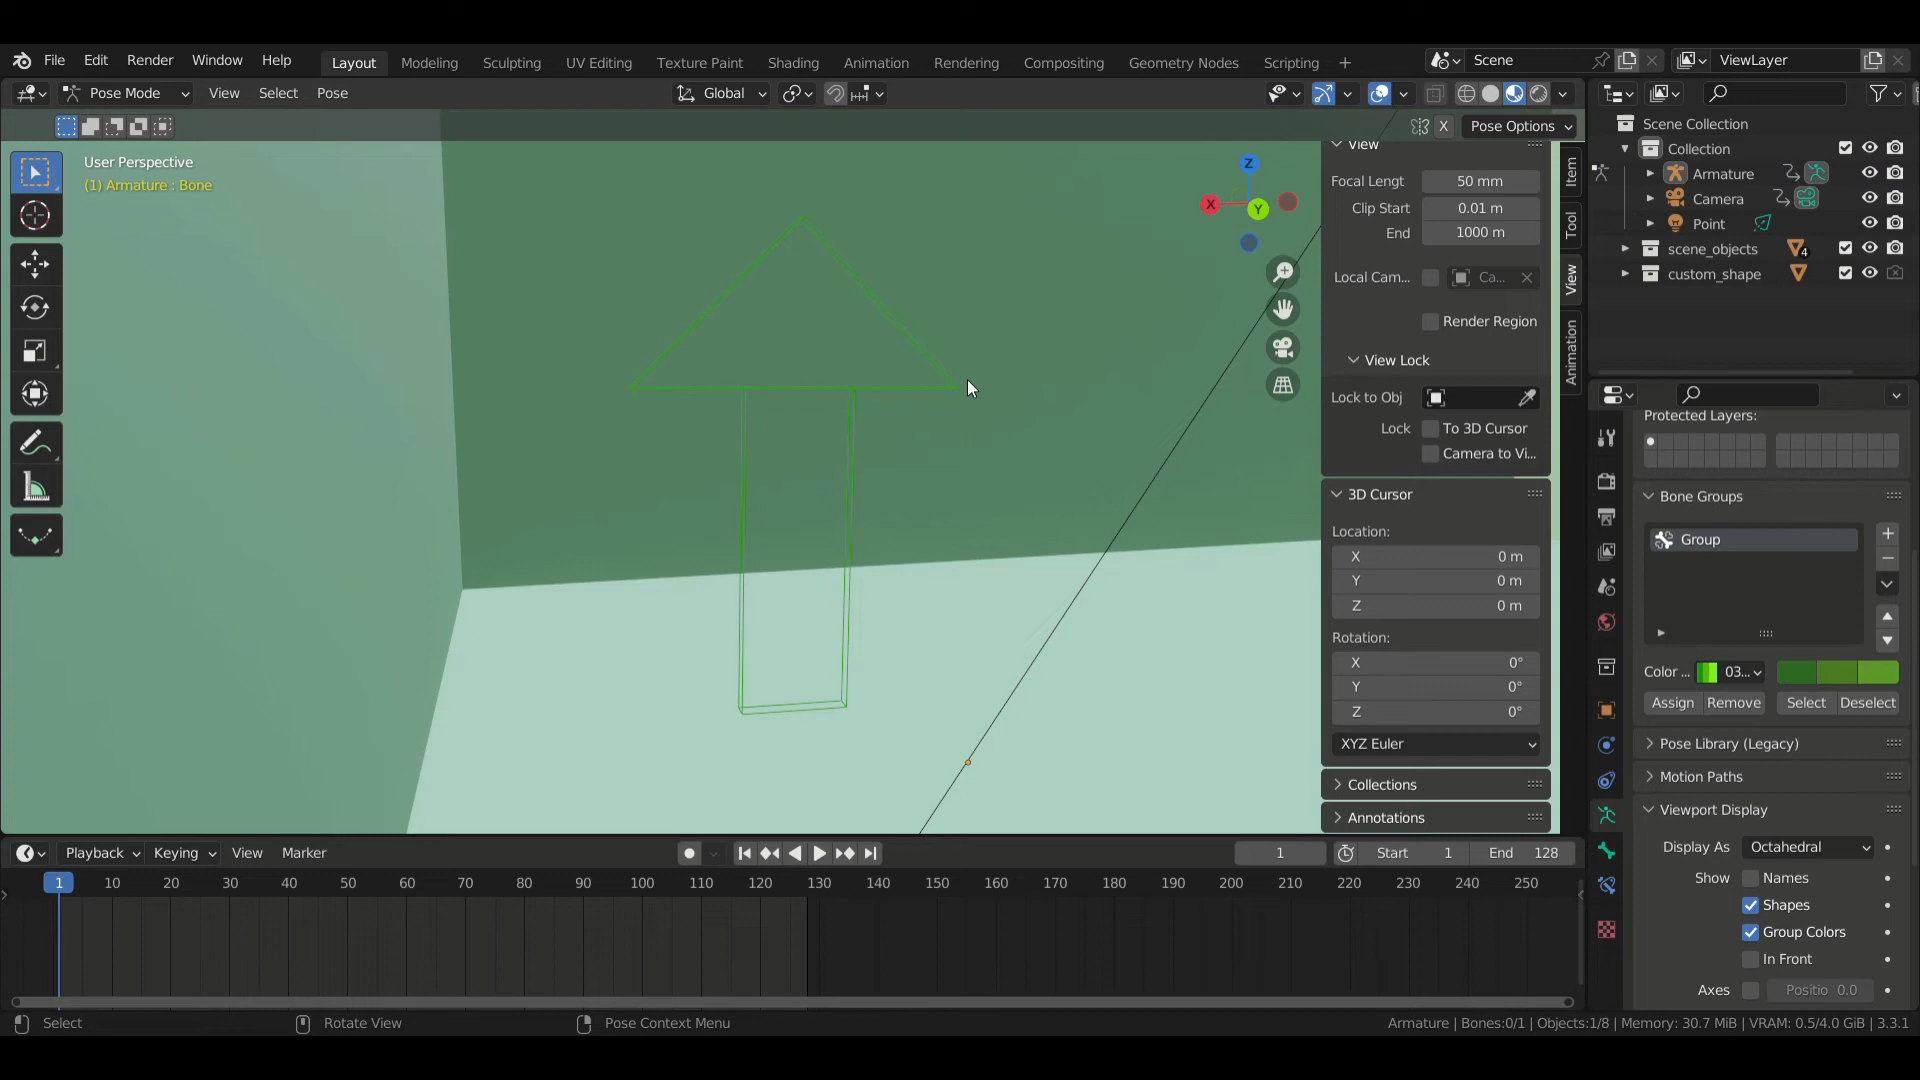 File Edit Render Window Help Layout Modeling Sculpting UV Editing Texture Paint Shading Animation Rendering Compositing Geometry Nodes Scripting + Scene ViewLayer
Pose Mode View Select Pose Global
X Pose Options
User Perspective
(1) Armature : Bone
Z
X
Y
View
Focal Lengt 50 mm
Clip Start 0.01 m
End 1000 m
Local Cam... Ca...
Render Region
View Lock
Lock to Obj
Lock To 3D Cursor
Camera to Vi...
3D Cursor
Location:
X 0 m
Y 0 m
Z 0 m
Rotation:
X 0°
Y 0°
Z 0°
XYZ Euler
Collections
Annotations
Item
Tool
View
Animation
Scene Collection
Collection
Armature
Camera
Point
scene_objects 4
custom_shape
Protected Layers:
Bone Groups
Group
Color ... 03...
Assign Remove Select Deselect
Pose Library (Legacy)
Motion Paths
Viewport Display
Display As Octahedral
Show Names
Shapes
Group Colors
In Front
Axes Positio 0.0
Playback Keying View Marker 1 Start 1 End 128
1 10 20 30 40 50 60 70 80 90 100 110 120 130 140 150 160 170 180 190 200 210 220 230 240 250
Select Rotate View Pose Context Menu Armature | Bones:0/1 | Objects:1/8 | Memory: 30.7 MiB | VRAM: 0.5/4.0 GiB | 3.3.1